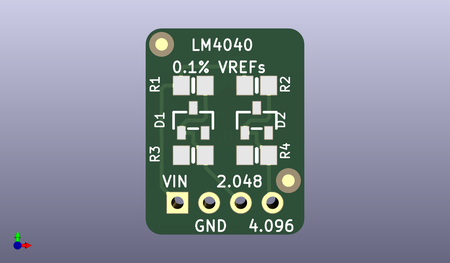 LM4040
0.1% VREFs
R1
R2
D1
D2
R3
R4
VIN
2.048
GND
4.096